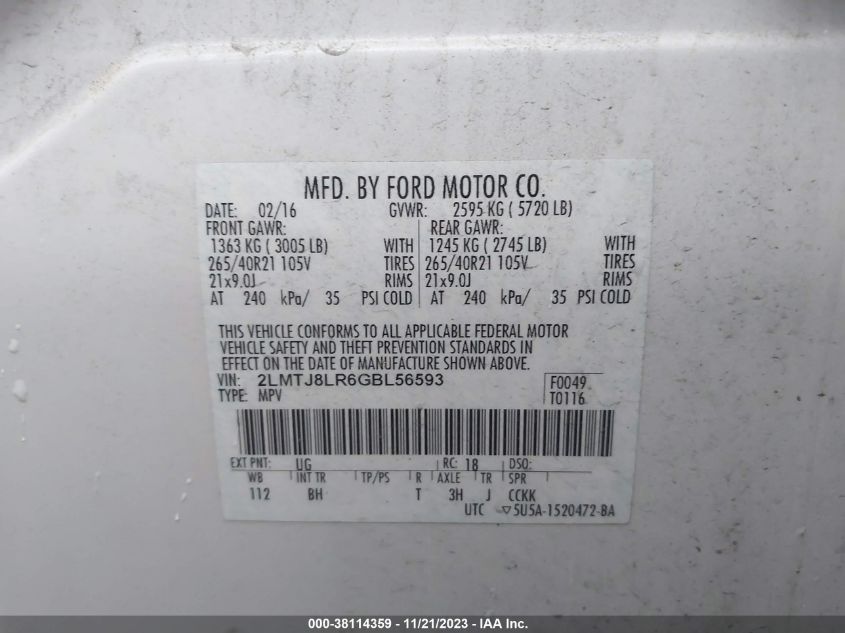 MFD. BY FORD MOTOR CO.
DATE: 02/16 GVWR: 2595 KG ( 5720 LB)
FRONT GAWR: REAR GAWR:
1363 KG ( 3005 LB) WITH 1245 KG ( 2745 LB) WITH
265/40R21 105V TIRES 265/40R21 105V TIRES
21x9.0J RIMS 21x9.0J RIMS
AT 240 kPa/ 35 PSI COLD AT 240 kPa/ 35 PSI COLD
THIS VEHICLE CONFORMS TO ALL APPLICABLE FEDERAL MOTOR
VEHICLE SAFETY AND THEFT PREVENTION STANDARDS IN
EFFECT ON THE DATE OF MANUFACTURE SHOWN ABOVE.
VIN: 2LMTJ8LR6GBL56593 F0049
TYPE: MPV T0116
EXT PNT: UG RC: 18 DSO:
WB INT TR TP/PS R AXLE TR SPR
112 BH T 3H J CCKK
UTC ▽5U5A-1520472-BA
000-38114359 - 11/21/2023 - IAA Inc.